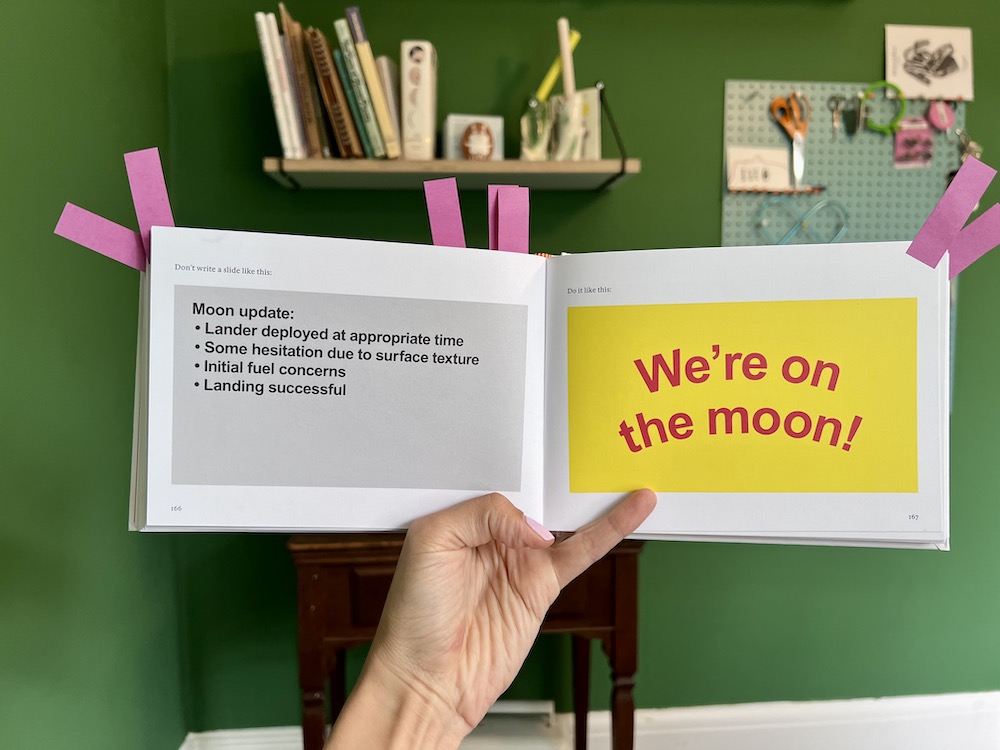 Don't write a slide like this:
Moon update:
• Lander deployed at appropriate time
• Some hesitation due to surface texture
• Initial fuel concerns
• Landing successful
166
Do it like this:
We're on
the moon!
167